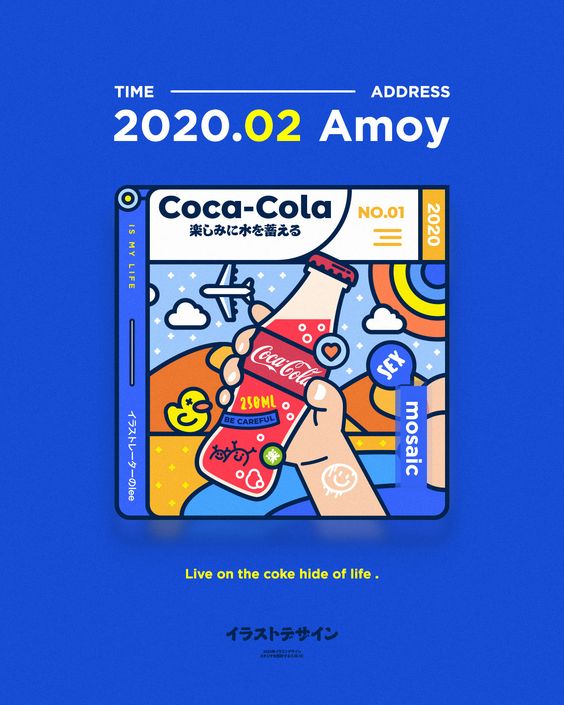 TIME ADDRESS
2020.02 Amoy
Coca-Cola
楽しみに水を蓄える
NO.01
2020
IS MY LIFE
イラストレーターのlee
Coca-Cola
250ML
BE CAREFUL
SEX
mosaic
Live on the coke hide of life .
イラストデザイン